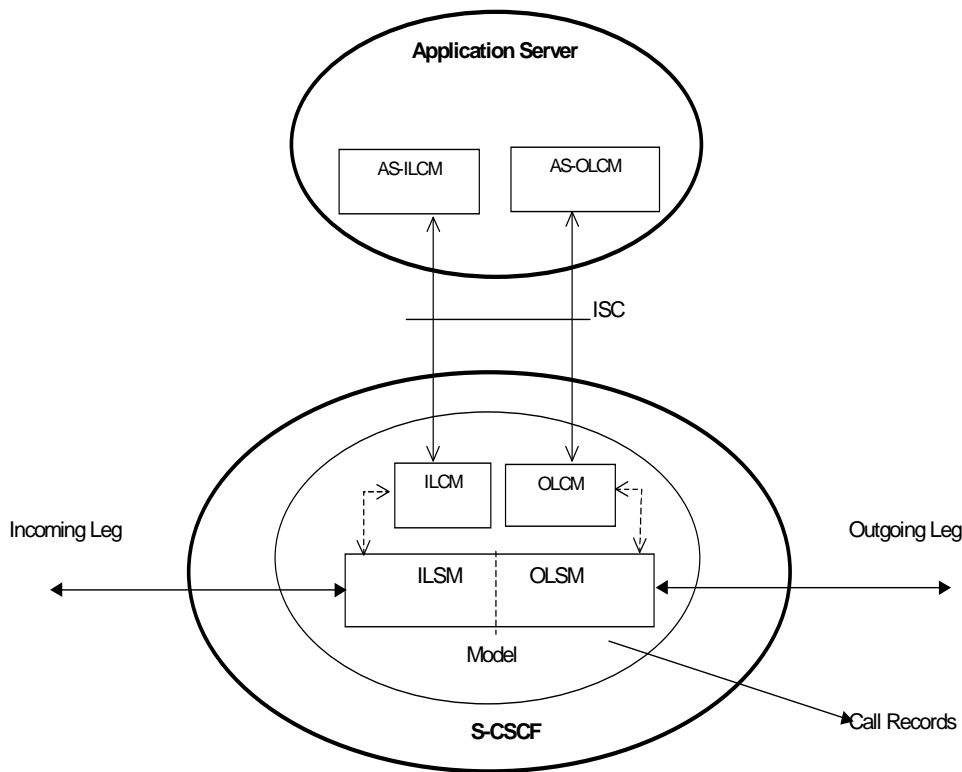 Application Server
AS-ILCM
AS-OLCM
ISC
ILCM
OLCM
Incoming Leg
Outgoing Leg
ILSM
OLSM
Model
S-CSCF
Call Records